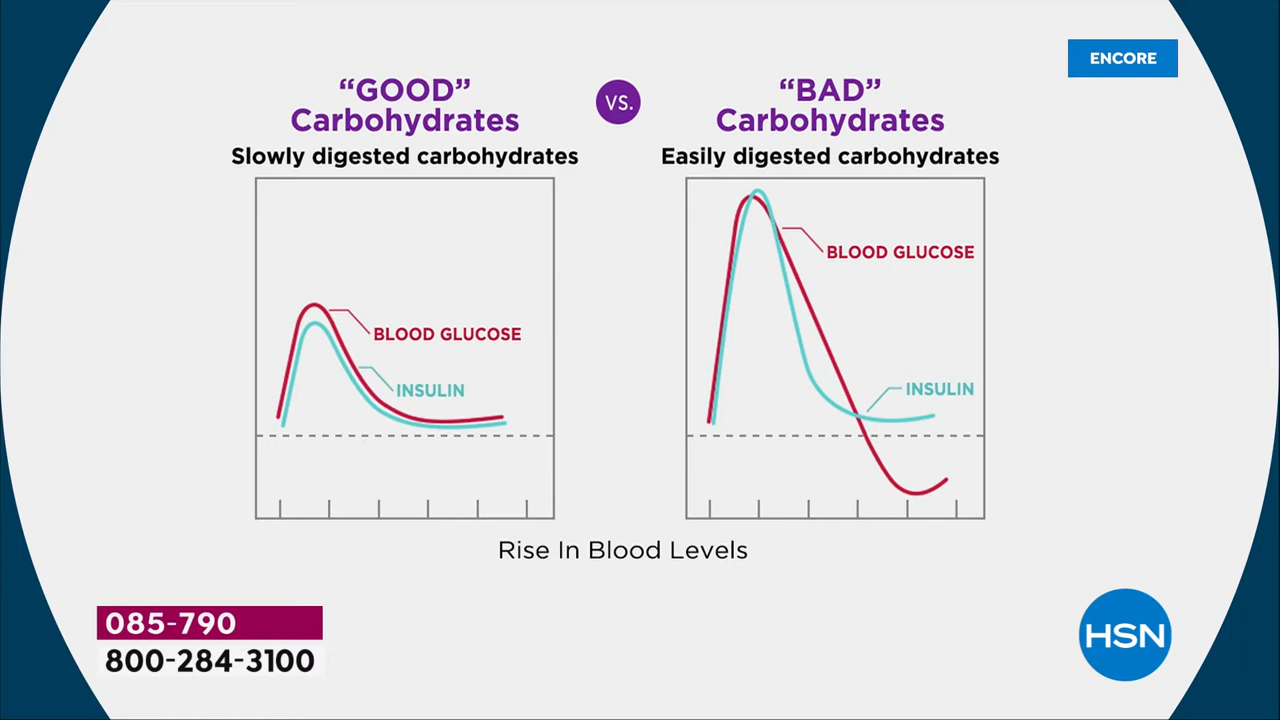 ENCORE
“GOOD”
Carbohydrates
Slowly digested carbohydrates
VS.
“BAD”
Carbohydrates
Easily digested carbohydrates
BLOOD GLUCOSE
INSULIN
BLOOD GLUCOSE
INSULIN
Rise In Blood Levels
085-790
800-284-3100
HSN